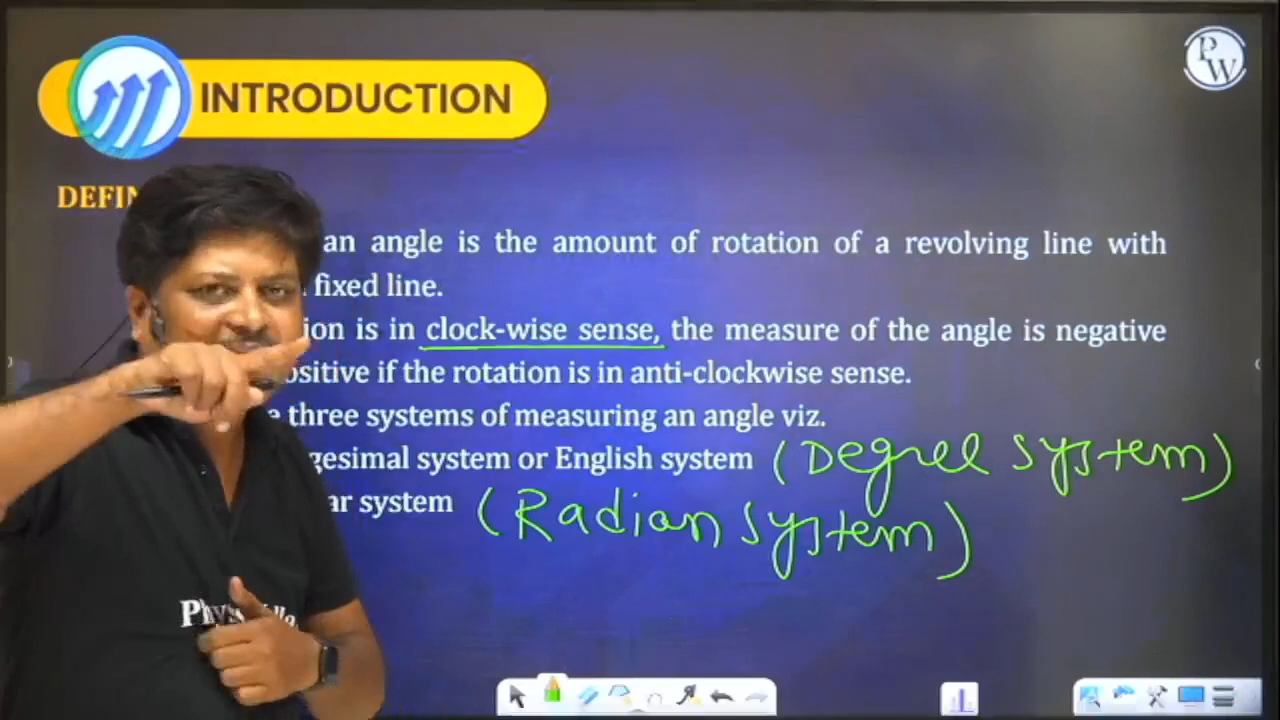 PW
INTRODUCTION
DEFIN
an angle is the amount of rotation of a revolving line with
fixed line.
ion is in clock-wise sense, the measure of the angle is negative
ositive if the rotation is in anti-clockwise sense.
e three systems of measuring an angle viz.
gesimal system or English system (Degree System)
ar system (Radian System)
Phys